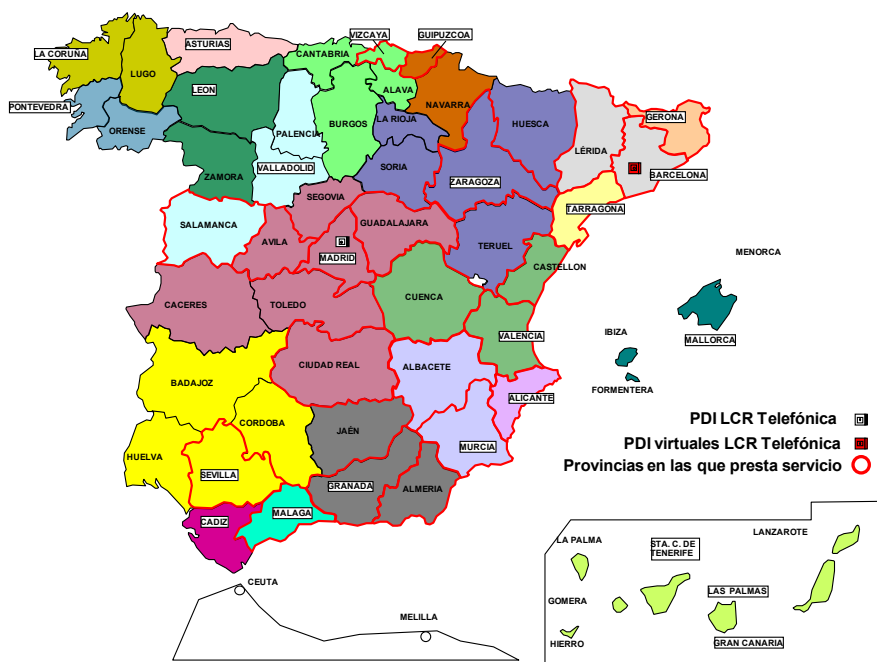 VIZCAYA
GUIPUZCOA
ASTURIAS
LA CORUÑA
CANTABRIA
LUGO
LEON
ALAVA
PONTEVEDRA
NAVARRA
GERONA
LA RIOJA
HUESCA
ORENSE
PALENCIA
BURGOS
LÉRIDA
VALLADOLID
SORIA
ZAMORA
ZARAGOZA
BARCELONA
SEGOVIA
TARRAGONA
SALAMANCA
GUADALAJARA
AVILA
TERUEL
MADRID
CASTELLON
MENORCA
CUENCA
CACERES
TOLEDO
IBIZA
VALENCIA
MALLORCA
CIUDAD REAL
ALBACETE
BADAJOZ
FORMENTERA
ALICANTE
CORDOBA
PDI LCR Telefónica
JAÉN
PDI virtuales LCR Telefónica
MURCIA
HUELVA
Provincias en las que presta servicio
SEVILLA
GRANADA
ALMERIA
MALAGA
CADIZ
LANZAROTE
LA PALMA
STA. C. DE
TENERIFE
CEUTA
LAS PALMAS
GOMERA
MELILLA
HIERRO
GRAN CANARIA